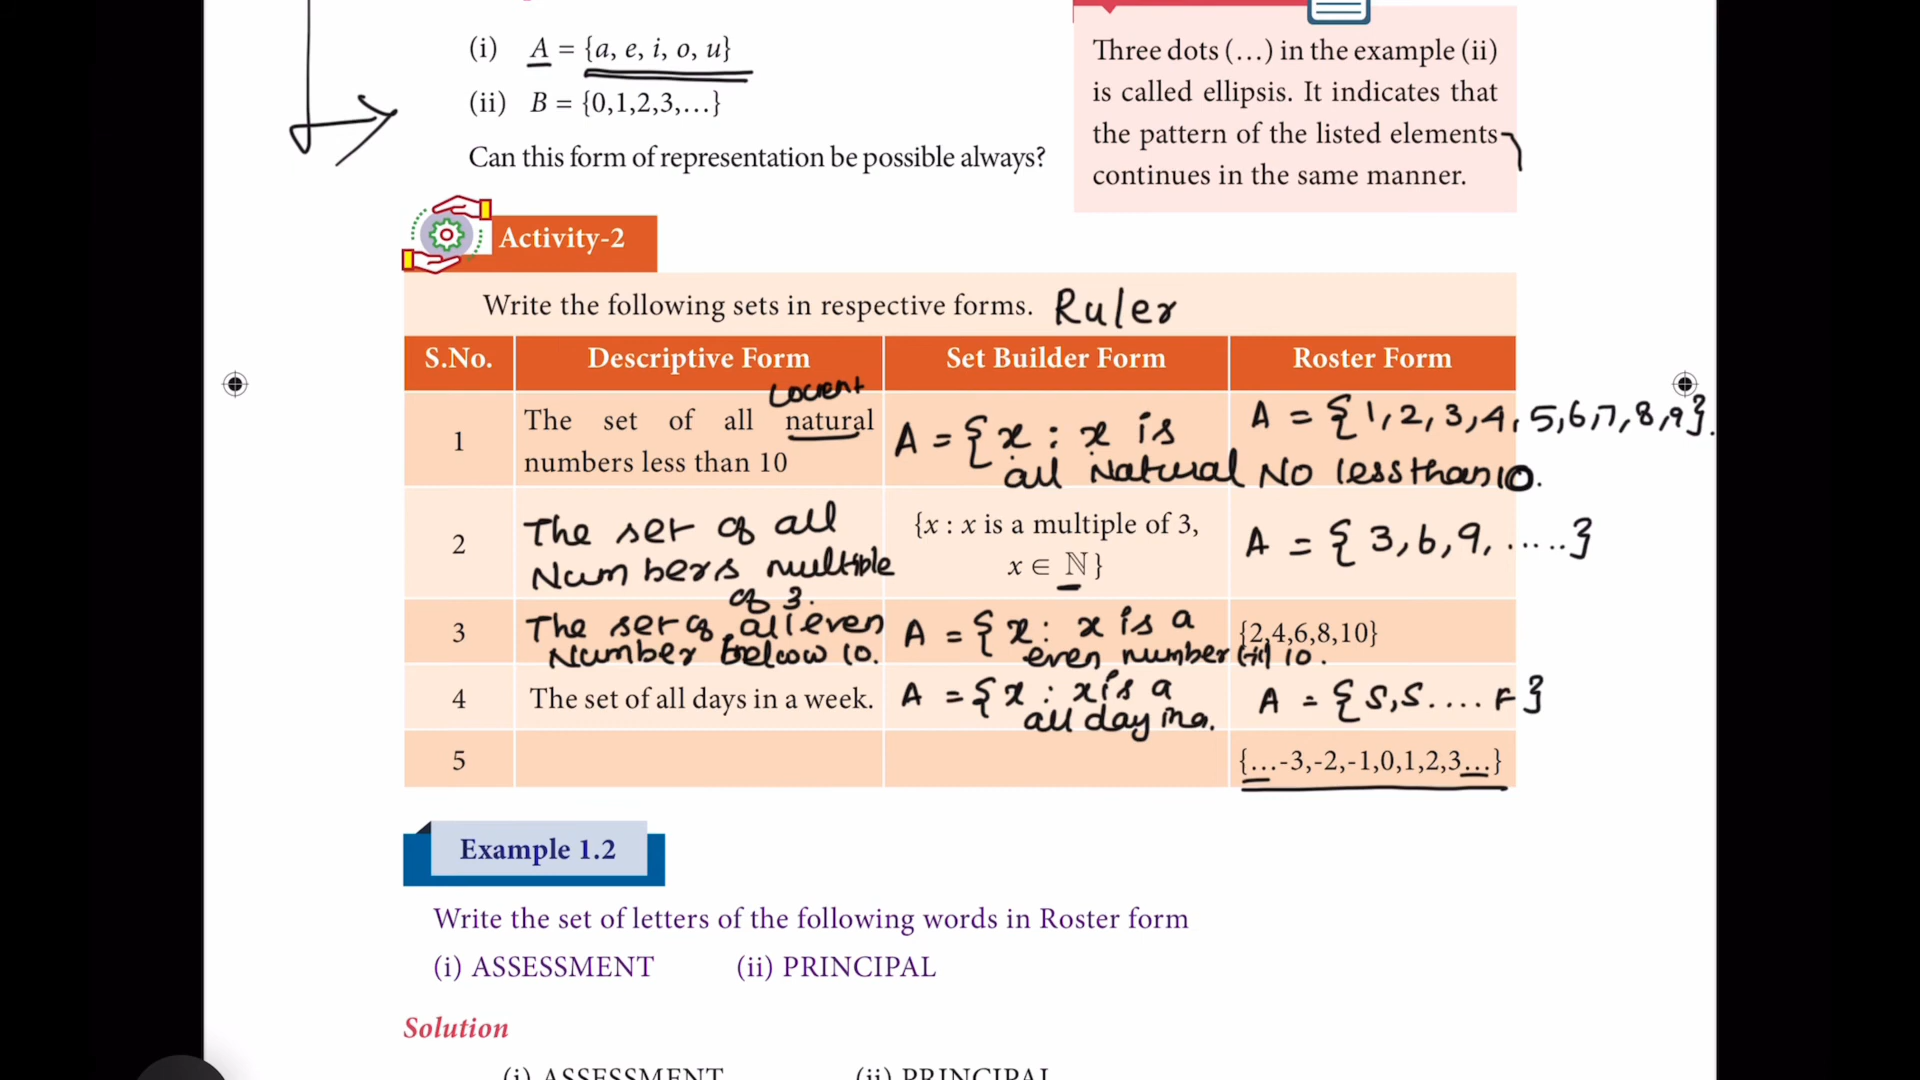 (i) A = {a, e, i, o, u}
(ii) B = {0,1,2,3,…}
Can this form of representation be possible always?
Three dots (…) in the example (ii)
is called ellipsis. It indicates that
the pattern of the listed elements
continues in the same manner.
Activity-2
Write the following sets in respective forms. Ruler
S.No. Descriptive Form Set Builder Form Roster Form
1
The set of all natural
numbers less than 10
A = {x : x is
all Natural No less than 10.
A = {1,2,3,4,5,6,7,8,9}.
2
The set of all
Numbers multible
of 3.
{x : x is a multiple of 3,
x ∈ ℕ}
A = {3,6,9,.....}
3
The set of all even
Number below 10.
A = {x: x is a
even number 10.
{2,4,6,8,10}
4
The set of all days in a week.
A = {x : x is a
all day in a.
A = {S,S....F}
5
{…-3,-2,-1,0,1,2,3…}
Example 1.2
Write the set of letters of the following words in Roster form
(i) ASSESSMENT (ii) PRINCIPAL
Solution
(i) ASSESSMENT (ii) PRINCIPAL